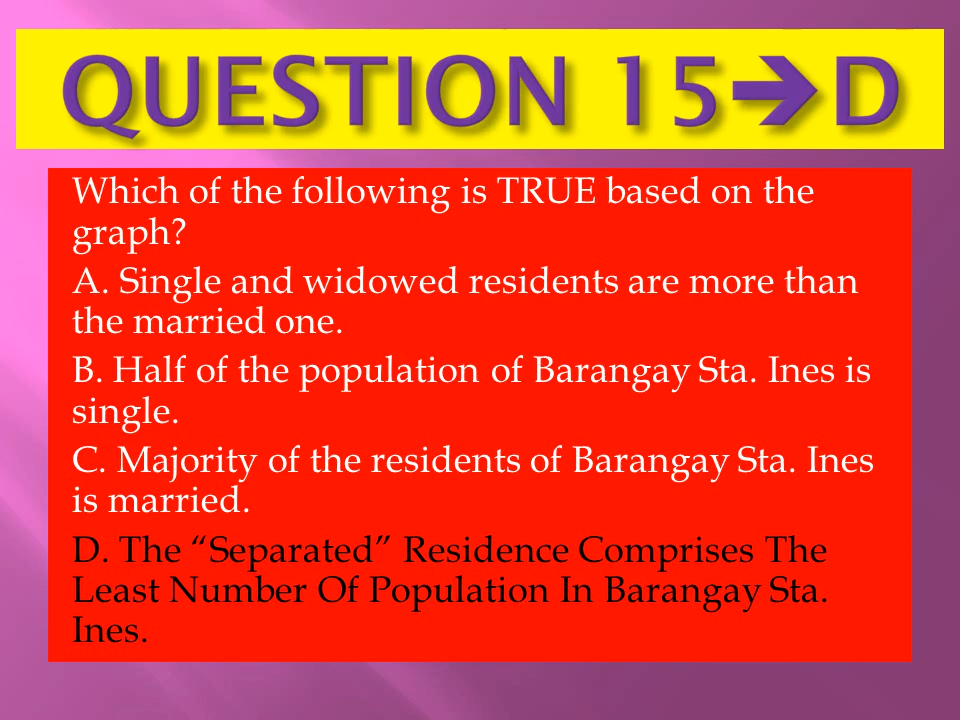 QUESTION 15🡺D
Which of the following is TRUE based on the
graph?
A. Single and widowed residents are more than
the married one.
B. Half of the population of Barangay Sta. Ines is
single.
C. Majority of the residents of Barangay Sta. Ines
is married.
D. The “Separated” Residence Comprises The
Least Number Of Population In Barangay Sta.
Ines.